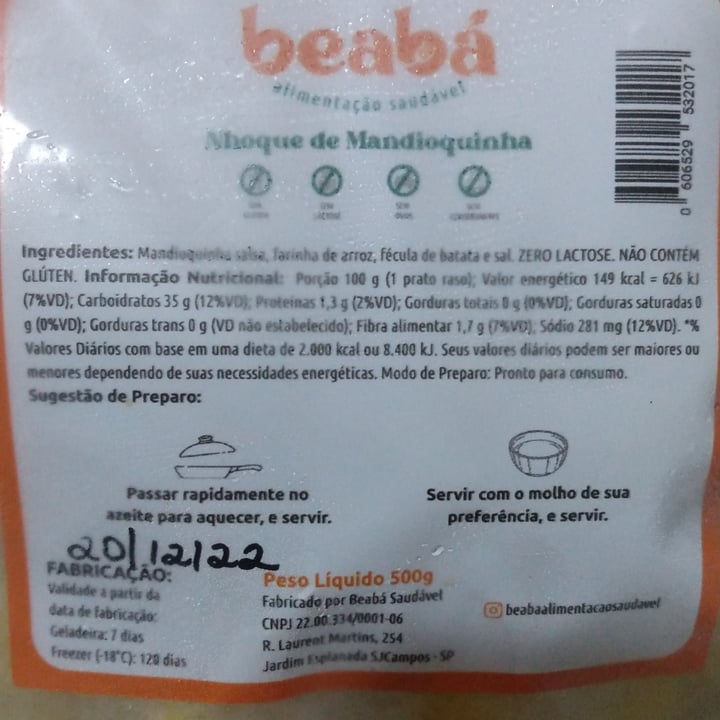 beabá
alimentação saudável
Nhoque de Mandioquinha
SEM GLÚTEN
SEM LACTOSE
SEM OVOS
SEM CONSERVANTES
0 606529 532017
Ingredientes: Mandioquinha salsa, farinha de arroz, fécula de batata e sal. ZERO LACTOSE. NÃO CONTÉM
GLÚTEN. Informação Nutricional: Porção 100 g (1 prato raso); Valor energético 149 kcal = 626 kJ
(7%VD); Carboidratos 35 g (12%VD); Proteínas 1,3 g (2%VD); Gorduras totais 0 g (0%VD); Gorduras saturadas 0
g (0%VD); Gorduras trans 0 g (VD não estabelecido); Fibra alimentar 1,7 g (7%VD); Sódio 281 mg (12%VD). *%
Valores Diários com base em uma dieta de 2.000 kcal ou 8.400 kJ. Seus valores diários podem ser maiores ou
menores dependendo de suas necessidades energéticas. Modo de Preparo: Pronto para consumo.
Sugestão de Preparo:
Passar rapidamente no
azeite para aquecer, e servir.
Servir com o molho de sua
preferência, e servir.
20/12/22
FABRICAÇÃO:
Validade a partir da
data de fabricação:
Geladeira: 7 dias
Freezer (-18°C): 120 dias
Peso Líquido 500g
Fabricado por Beabá Saudável
CNPJ 22.00.334/0001-06
R. Laurent Martins, 254
Jardim Esplanada SJCampos - SP
beabaalimentacaosaudavel